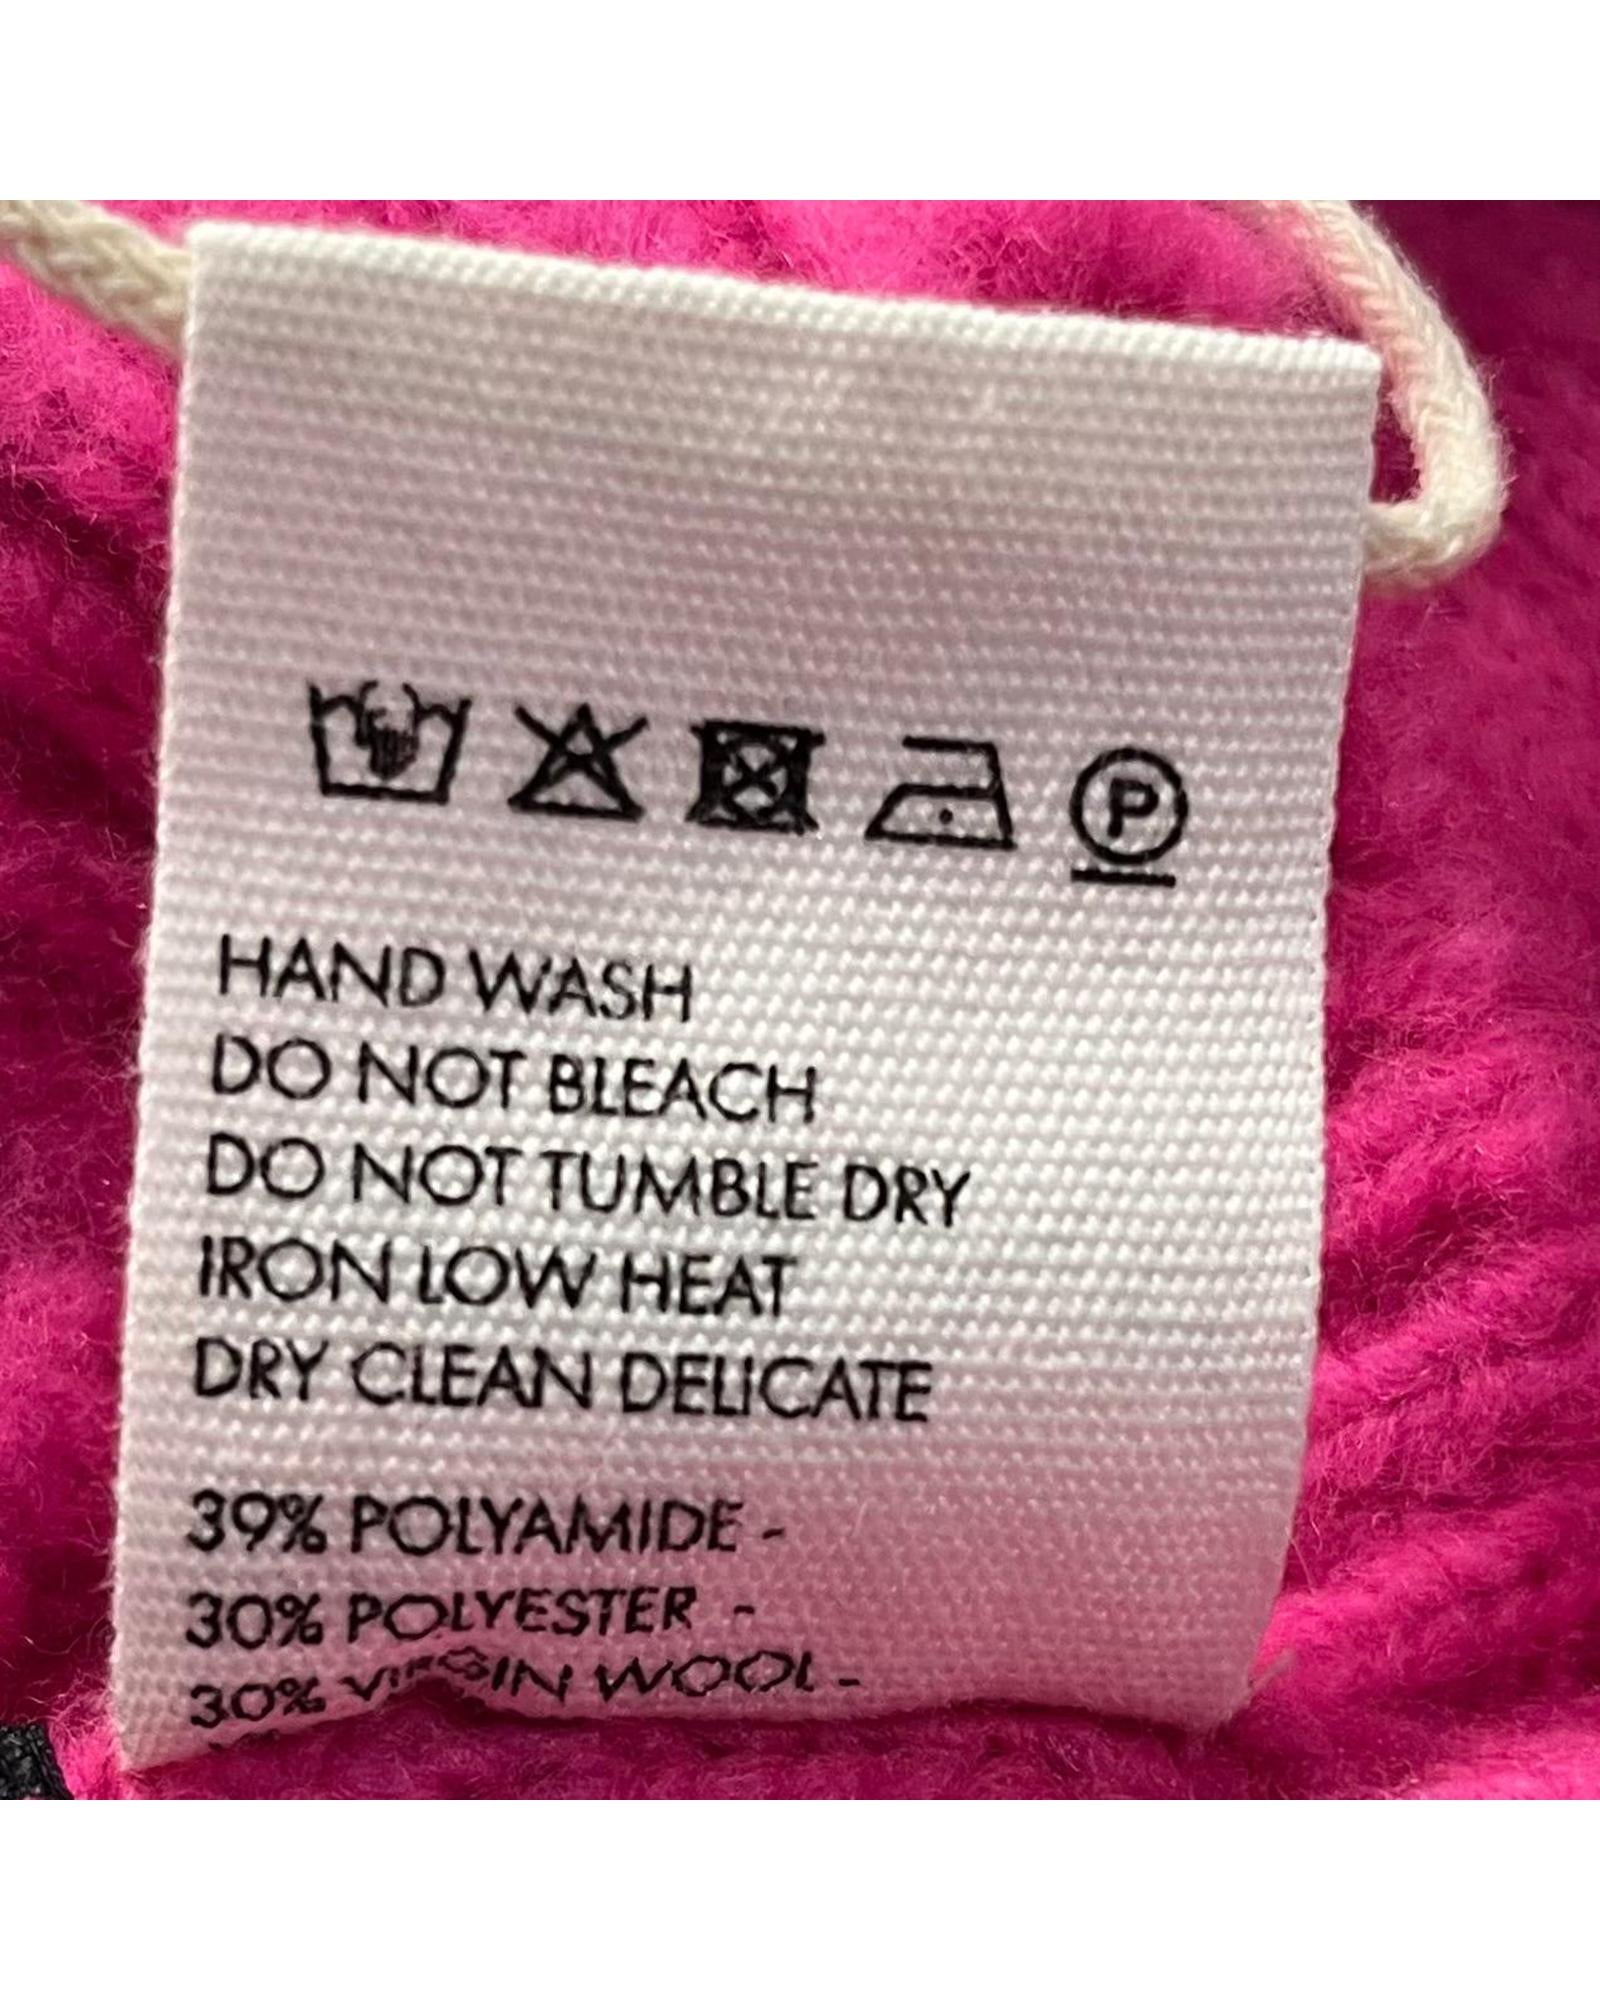 P
HAND WASH
DO NOT BLEACH
DO NOT TUMBLE DRY
IRON LOW HEAT
DRY CLEAN DELICATE
39% POLYAMIDE -
30% POLYESTER -
30% VIRGIN WOOL -